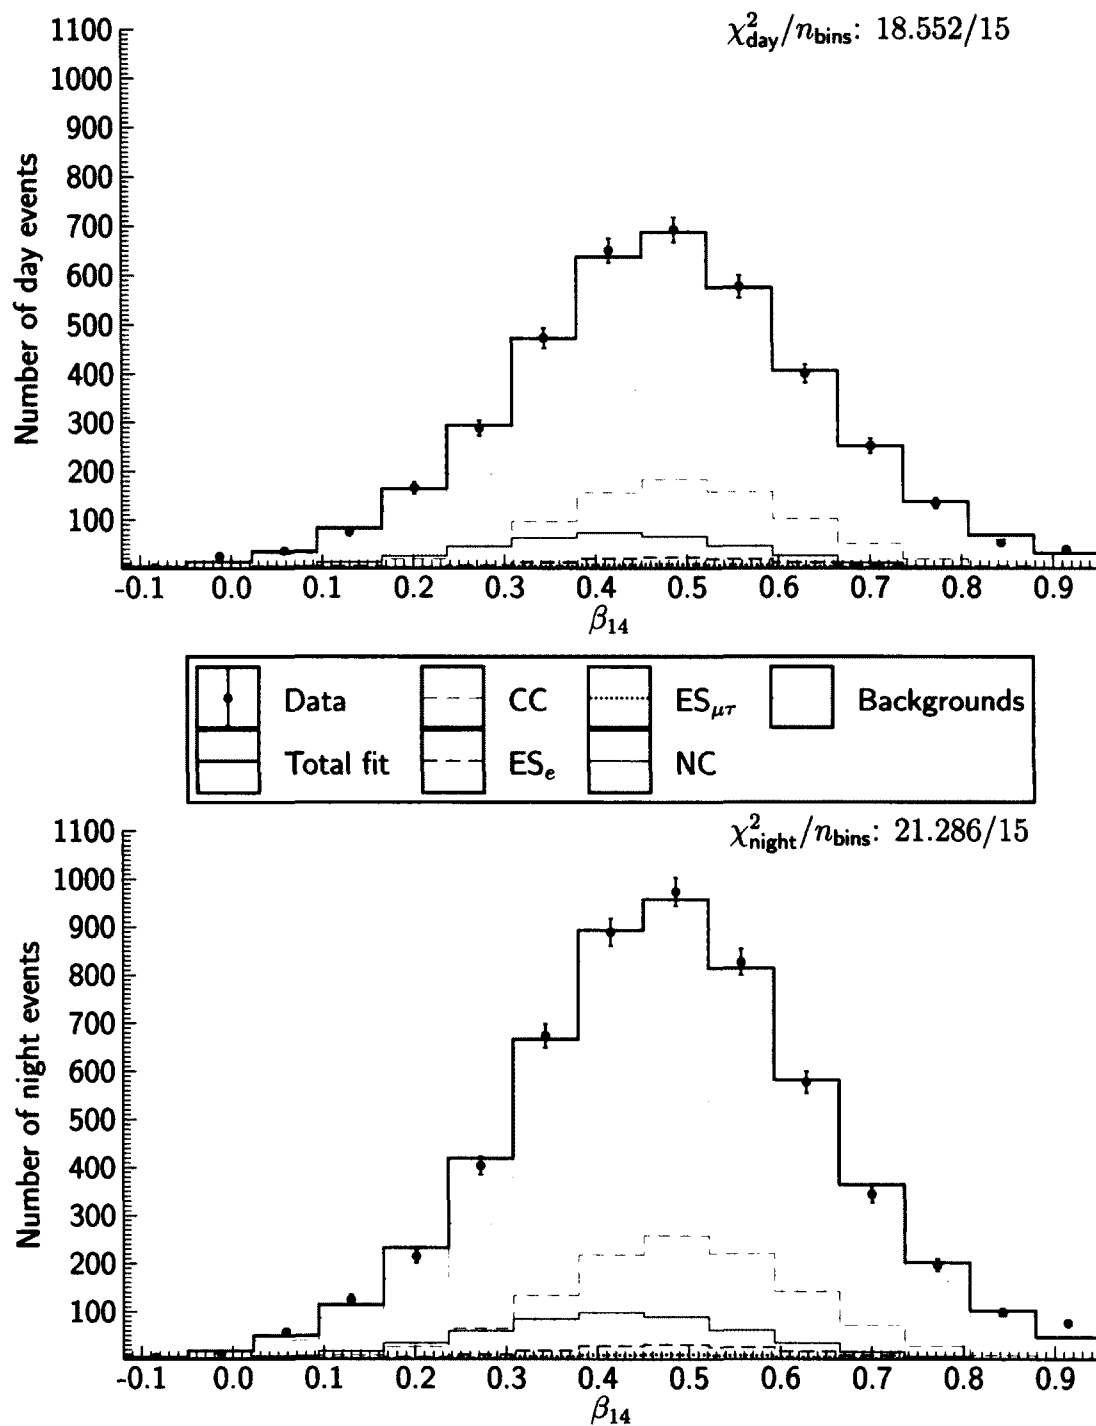 χ²day/nbins: 18.552/15
1100
1000
900
800
700
600
500
400
300
200
100
Number of day events
-0.1 0.0 0.1 0.2 0.3 0.4 0.5 0.6 0.7 0.8 0.9
β14
Data CC ESμτ Backgrounds
Total fit ESe NC
χ²night/nbins: 21.286/15
1100
1000
900
800
700
600
500
400
300
200
100
Number of night events
-0.1 0.0 0.1 0.2 0.3 0.4 0.5 0.6 0.7 0.8 0.9
β14